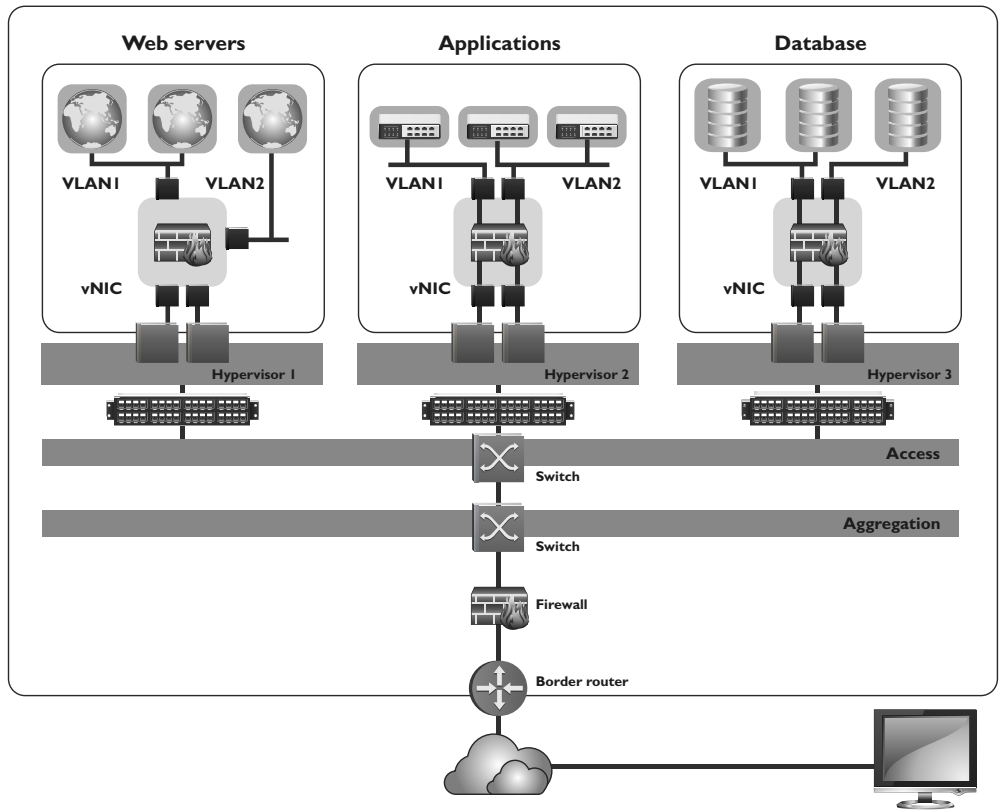 Web servers
Applications
Database
VLAN1
VLAN2
VLAN1
VLAN2
VLAN1
VLAN2
vNIC
vNIC
vNIC
Hypervisor 1
Hypervisor 2
Hypervisor 3
Access
Switch
Aggregation
Switch
Firewall
Border router